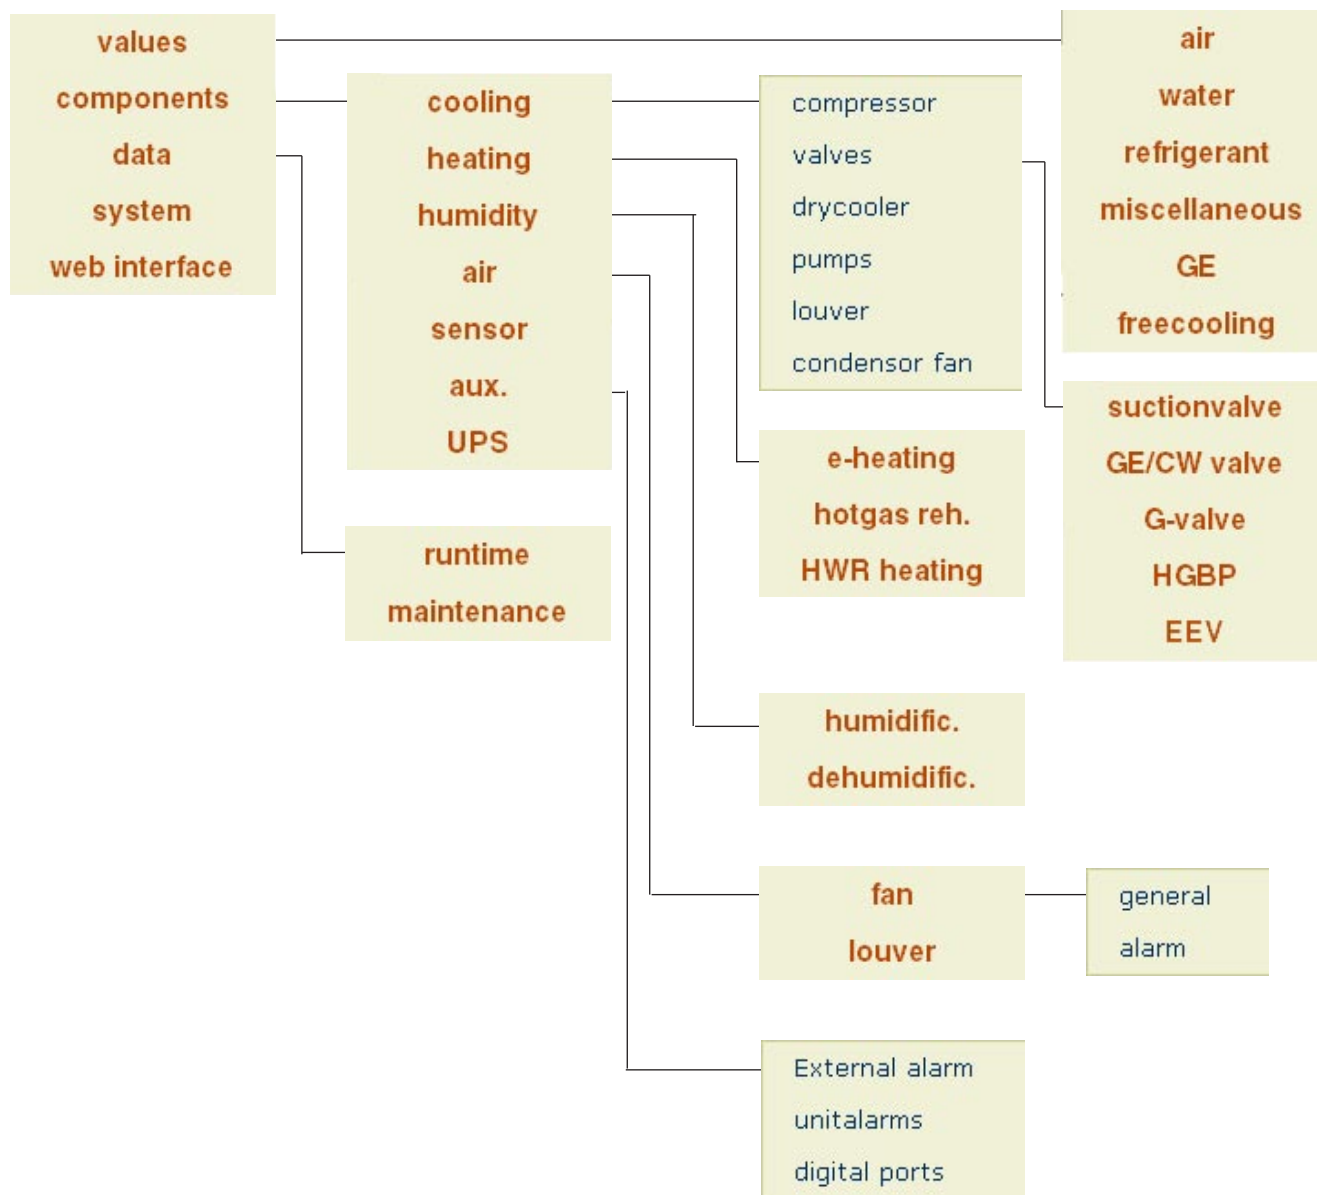 values
components
data
system
web interface
cooling
heating
humidity
air
sensor
aux.
UPS
runtime
maintenance
compressor
valves
drycooler
pumps
louver
condensor fan
e-heating
hotgas reh.
HWR heating
humidific.
dehumidific.
fan
louver
External alarm
unitalarms
digital ports
air
water
refrigerant
miscellaneous
GE
freecooling
suctionvalve
GE/CW valve
G-valve
HGBP
EEV
general
alarm